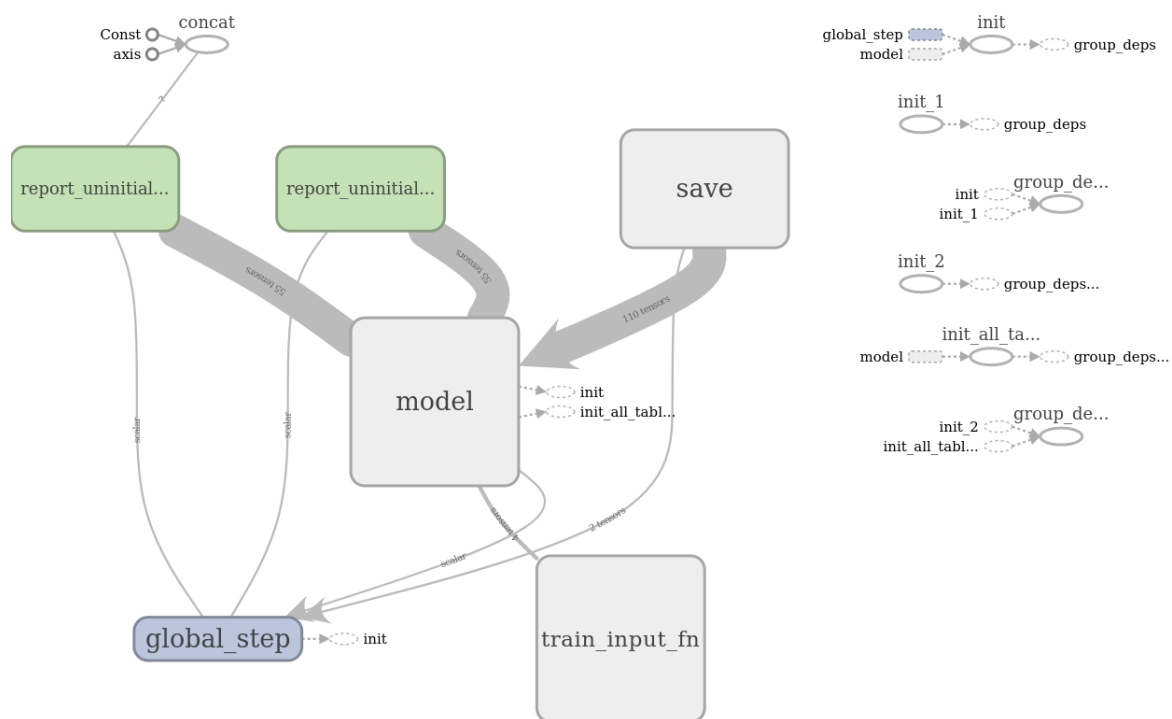 concat
Const
axis
report_uninitial...
report_uninitial...
save
55 tensors
55 tensors
110 tensors
model
init
init_all_tabl...
scalar
scalar
2 tensors
scalar
global_step
init
train_input_fn
init
global_step
model
group_deps
init_1
group_deps
group_de...
init
init_1
init_2
group_deps...
init_all_ta...
model
group_deps...
group_de...
init_2
init_all_tabl...